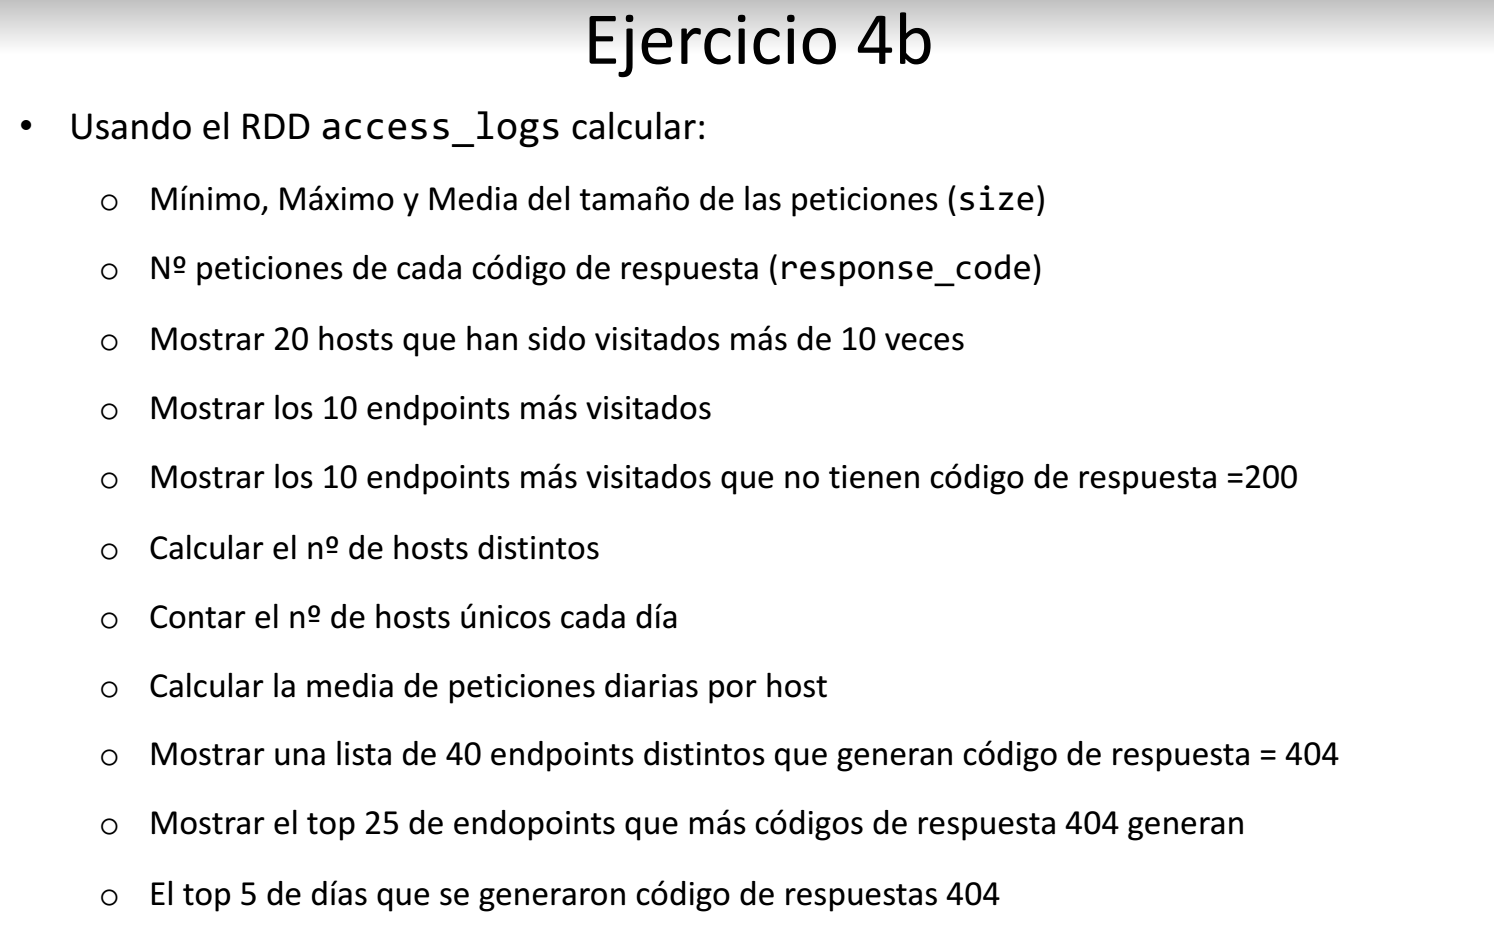 Ejercicio 4b
• Usando el RDD access_logs calcular:
o Mínimo, Máximo y Media del tamaño de las peticiones (size)
o Nº peticiones de cada código de respuesta (response_code)
o Mostrar 20 hosts que han sido visitados más de 10 veces
o Mostrar los 10 endpoints más visitados
o Mostrar los 10 endpoints más visitados que no tienen código de respuesta =200
o Calcular el nº de hosts distintos
o Contar el nº de hosts únicos cada día
o Calcular la media de peticiones diarias por host
o Mostrar una lista de 40 endpoints distintos que generan código de respuesta = 404
o Mostrar el top 25 de endopoints que más códigos de respuesta 404 generan
o El top 5 de días que se generaron código de respuestas 404